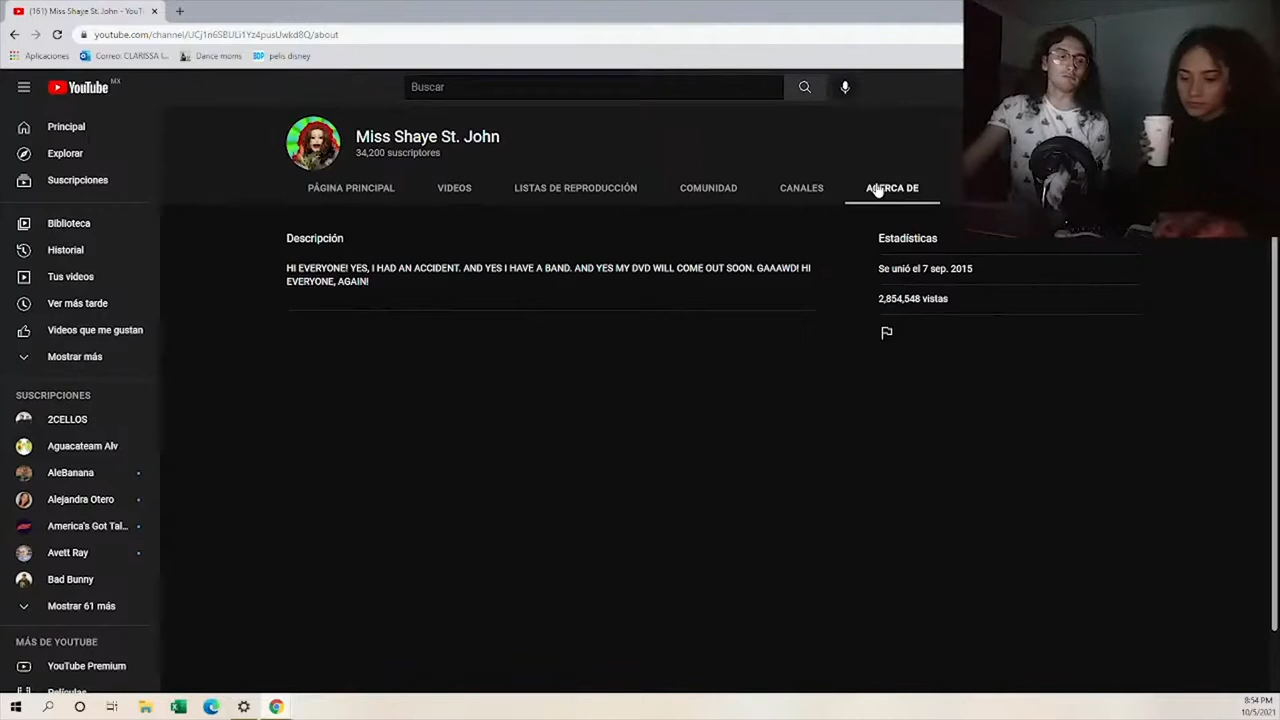 (161) Miss Shaye St. John - YouT
youtube.com/channel/UCj1n6SBULi1Yz4pusUwkd8Q/about
Aplicaciones
Correo: CLARISSA I...
Dance moms
BDP pelis disney
YouTube MX
Buscar
Principal
Explorar
Suscripciones
Biblioteca
Historial
Tus videos
Ver más tarde
Videos que me gustan
Mostrar más
SUSCRIPCIONES
2CELLOS
Aguacateam Alv
AleBanana
Alejandra Otero
America's Got Tal...
Avett Ray
Bad Bunny
Mostrar 61 más
MÁS DE YOUTUBE
YouTube Premium
Películas
Miss Shaye St. John
34,200 suscriptores
PÁGINA PRINCIPAL VIDEOS LISTAS DE REPRODUCCIÓN COMUNIDAD CANALES ACERCA DE
Descripción
HI EVERYONE! YES, I HAD AN ACCIDENT. AND YES I HAVE A BAND. AND YES MY DVD WILL COME OUT SOON. GAAAWD! HI
EVERYONE, AGAIN!
Estadísticas
Se unió el 7 sep. 2015
2,854,548 vistas
8:54 PM
10/5/2021